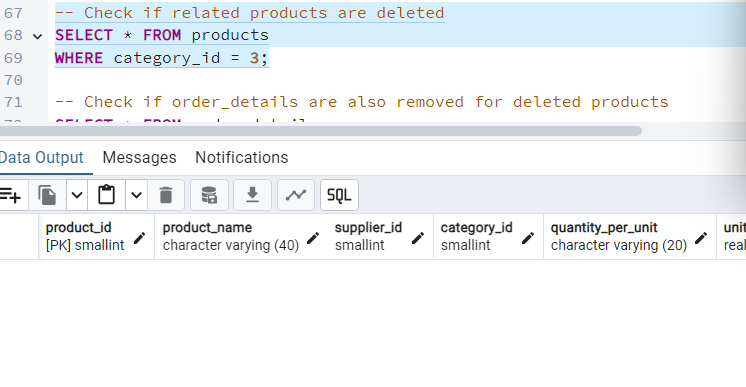 67 -- Check if related products are deleted
68 SELECT * FROM products
69 WHERE category_id = 3;
70
71 -- Check if order_details are also removed for deleted products
Data Output Messages Notifications
SQL
product_id product_name supplier_id category_id quantity_per_unit unit
[PK] smallint character varying (40) smallint smallint character varying (20) real